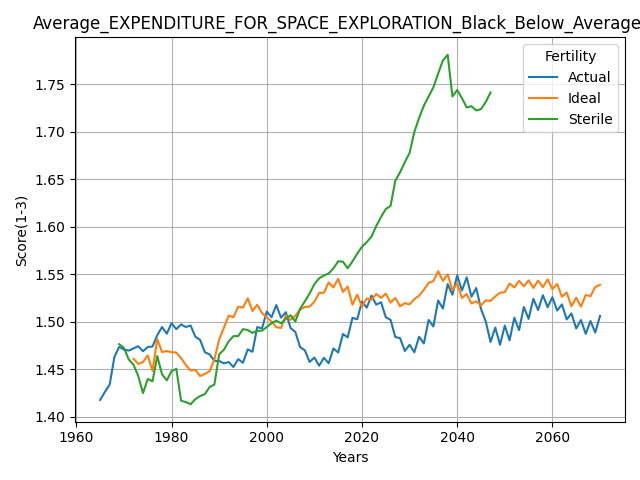 Average_EXPENDITURE_FOR_SPACE_EXPLORATION_Black_Below_Average
Fertility
Actual
Ideal
Sterile
1.75
1.70
1.65
1.60
1.55
1.50
1.45
1.40
Score(1-3)
1960 1980 2000 2020 2040 2060
Years